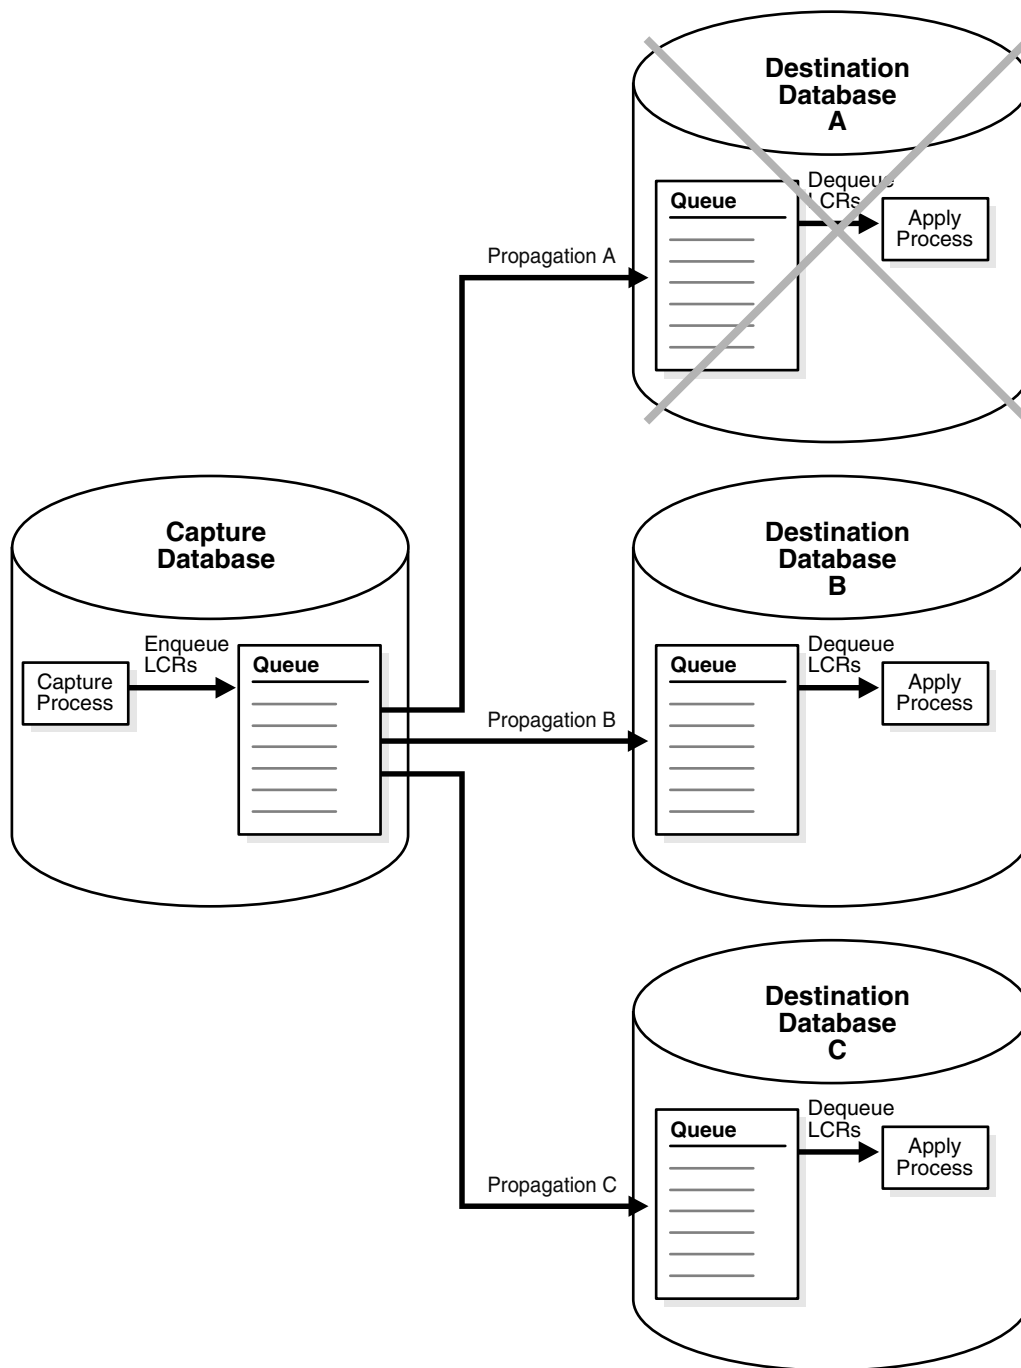 Destination
Database
A
Dequeue
LCRs
Queue
Apply
Process
Propagation A
Capture
Database
Enqueue
LCRs
Queue
Capture
Process
Propagation B
Destination
Database
B
Dequeue
LCRs
Queue
Apply
Process
Destination
Database
C
Dequeue
LCRs
Queue
Apply
Process
Propagation C